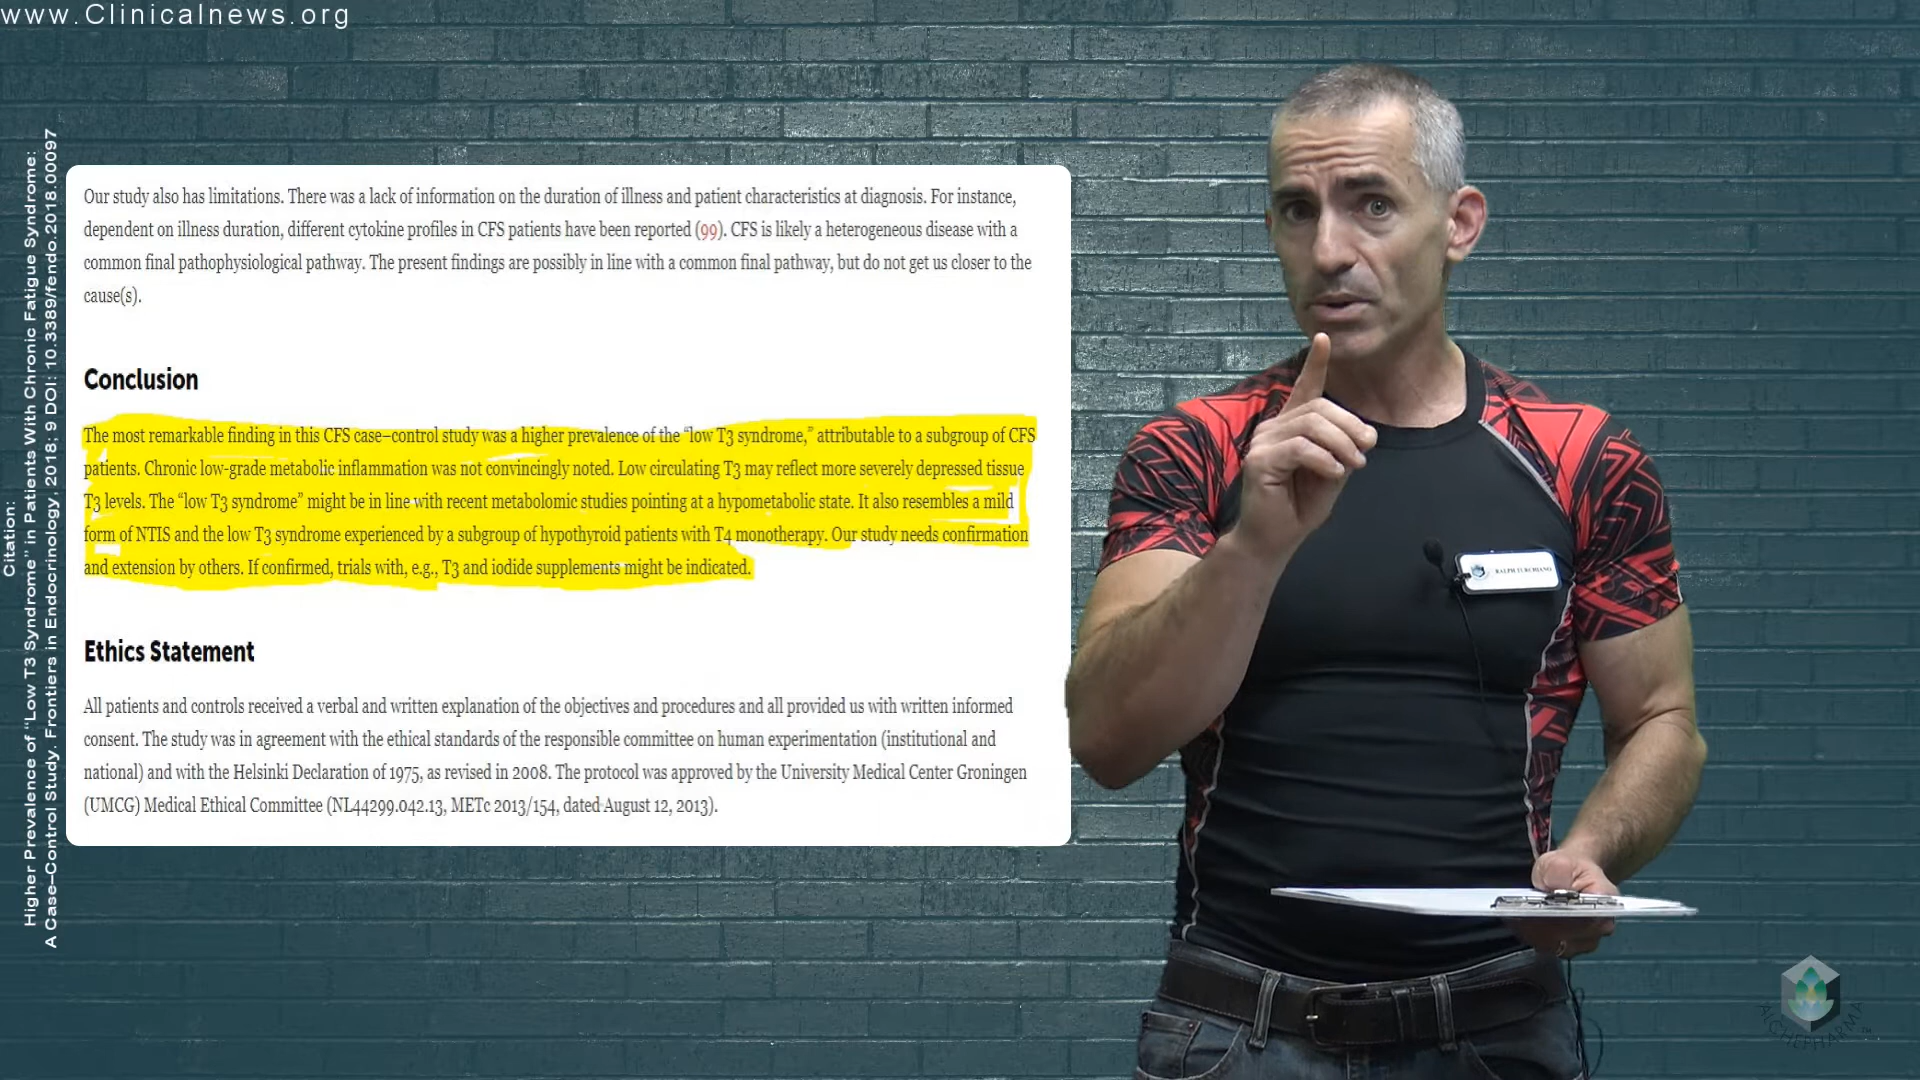 www.Clinicalnews.org
Citation:
Higher Prevalence of “Low T3 Syndrome” in Patients With Chronic Fatigue Syndrome:
A Case–Control Study. Frontiers in Endocrinology, 2018; 9 DOI: 10.3389/fendo.2018.00097
Our study also has limitations. There was a lack of information on the duration of illness and patient characteristics at diagnosis. For instance,
dependent on illness duration, different cytokine profiles in CFS patients have been reported (99). CFS is likely a heterogeneous disease with a
common final pathophysiological pathway. The present findings are possibly in line with a common final pathway, but do not get us closer to the
cause(s).
Conclusion
The most remarkable finding in this CFS case–control study was a higher prevalence of the “low T3 syndrome,” attributable to a subgroup of CFS
patients. Chronic low-grade metabolic inflammation was not convincingly noted. Low circulating T3 may reflect more severely depressed tissue
T3 levels. The “low T3 syndrome” might be in line with recent metabolomic studies pointing at a hypometabolic state. It also resembles a mild
form of NTIS and the low T3 syndrome experienced by a subgroup of hypothyroid patients with T4 monotherapy. Our study needs confirmation
and extension by others. If confirmed, trials with, e.g., T3 and iodide supplements might be indicated.
Ethics Statement
All patients and controls received a verbal and written explanation of the objectives and procedures and all provided us with written informed
consent. The study was in agreement with the ethical standards of the responsible committee on human experimentation (institutional and
national) and with the Helsinki Declaration of 1975, as revised in 2008. The protocol was approved by the University Medical Center Groningen
(UMCG) Medical Ethical Committee (NL44299.042.13, METc 2013/154, dated August 12, 2013).
RALPH TURCHIANO
ALCHEPHARMA